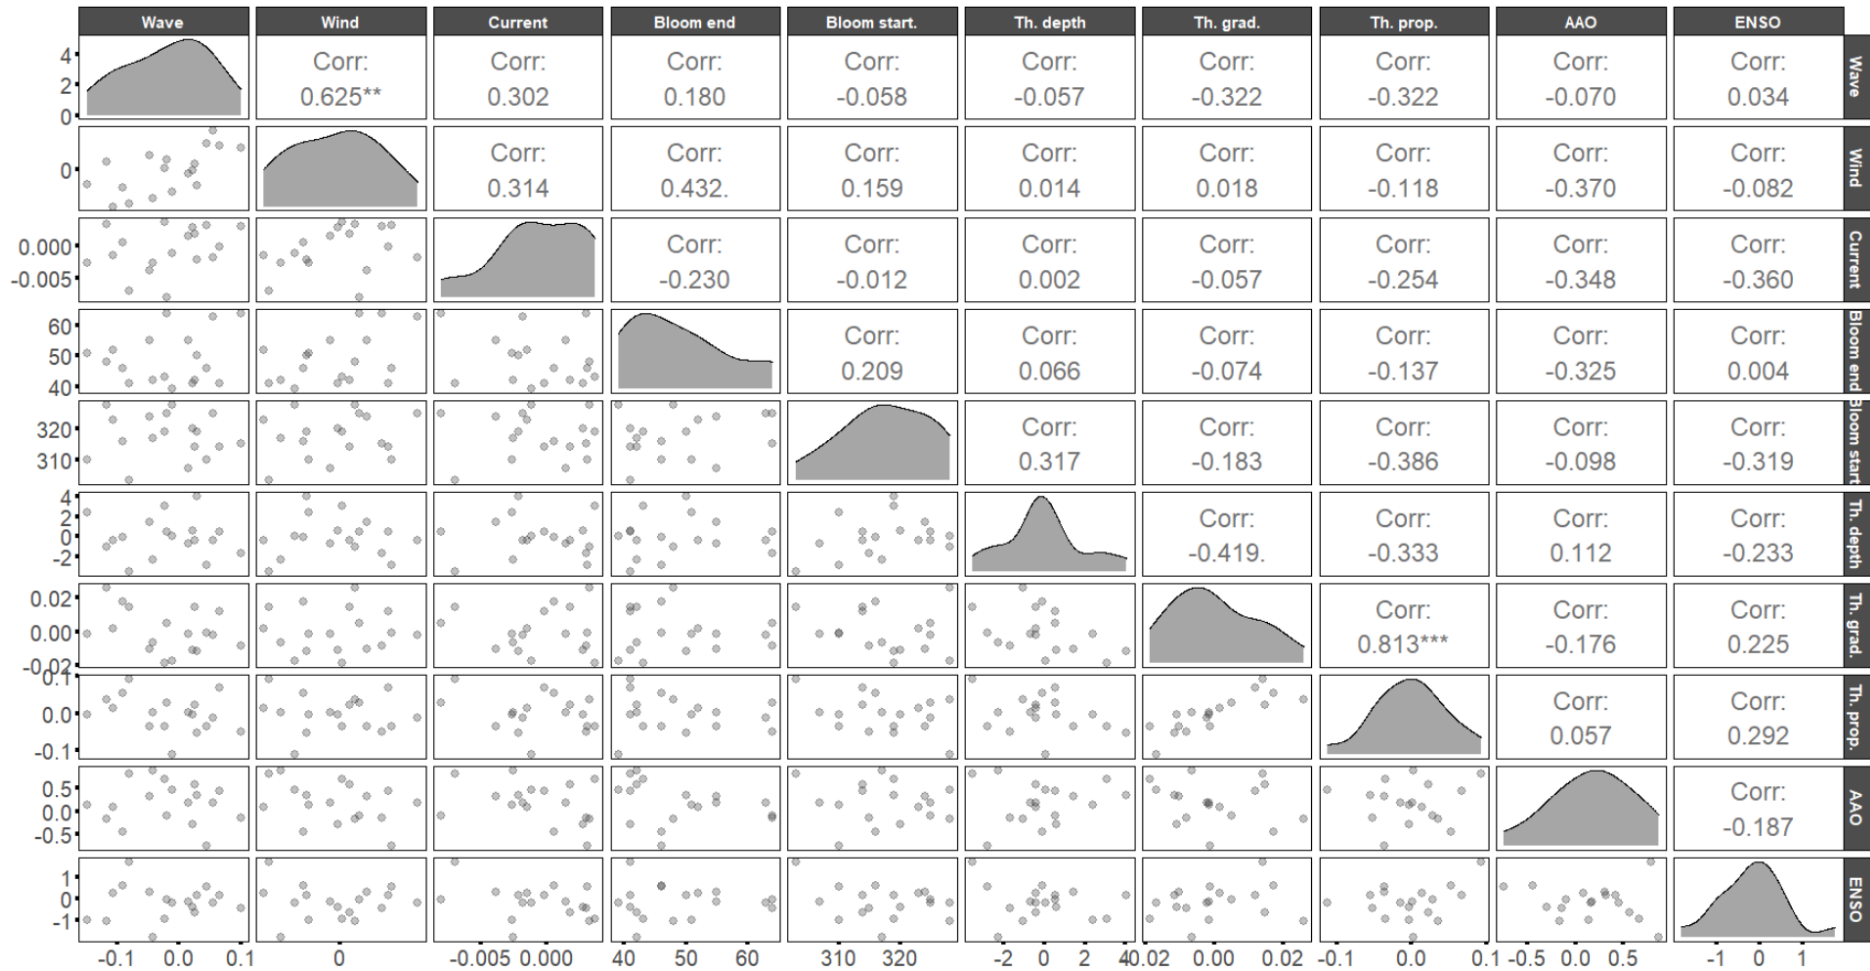 Wave Wind Current Bloom end Bloom start. Th. depth Th. grad. Th. prop. AAO ENSO
4
2
0
Corr: Corr: Corr: Corr: Corr: Corr: Corr: Corr: Corr:
0.625** 0.302 0.180 -0.058 -0.057 -0.322 -0.322 -0.070 0.034
Wave
0
Corr: Corr: Corr: Corr: Corr: Corr: Corr: Corr:
0.314 0.432. 0.159 0.014 0.018 -0.118 -0.370 -0.082
Wind
0.000
-0.005
Corr: Corr: Corr: Corr: Corr: Corr: Corr:
-0.230 -0.012 0.002 -0.057 -0.254 -0.348 -0.360
Current
60
50
40
Corr: Corr: Corr: Corr: Corr: Corr:
0.209 0.066 -0.074 -0.137 -0.325 0.004
Bloom end
320
310
Corr: Corr: Corr: Corr: Corr:
0.317 -0.183 -0.386 -0.098 -0.319
Bloom start
4
2
0
-2
Corr: Corr: Corr: Corr:
-0.419. -0.333 0.112 -0.233
Th. depth
0.02
0.00
-0.02
Corr: Corr: Corr:
0.813*** -0.176 0.225
Th. grad.
0.1
0.0
-0.1
Corr: Corr:
0.057 0.292
Th. prop.
0.5
0.0
-0.5
Corr:
-0.187
AAO
1
0
-1
ENSO
-0.1 0.0 0.1 0 -0.005 0.000 40 50 60 310 320 -2 0 2 4 0.02 0.00 0.02 -0.1 0.0 0.1 -0.5 0.0 0.5 -1 0 1